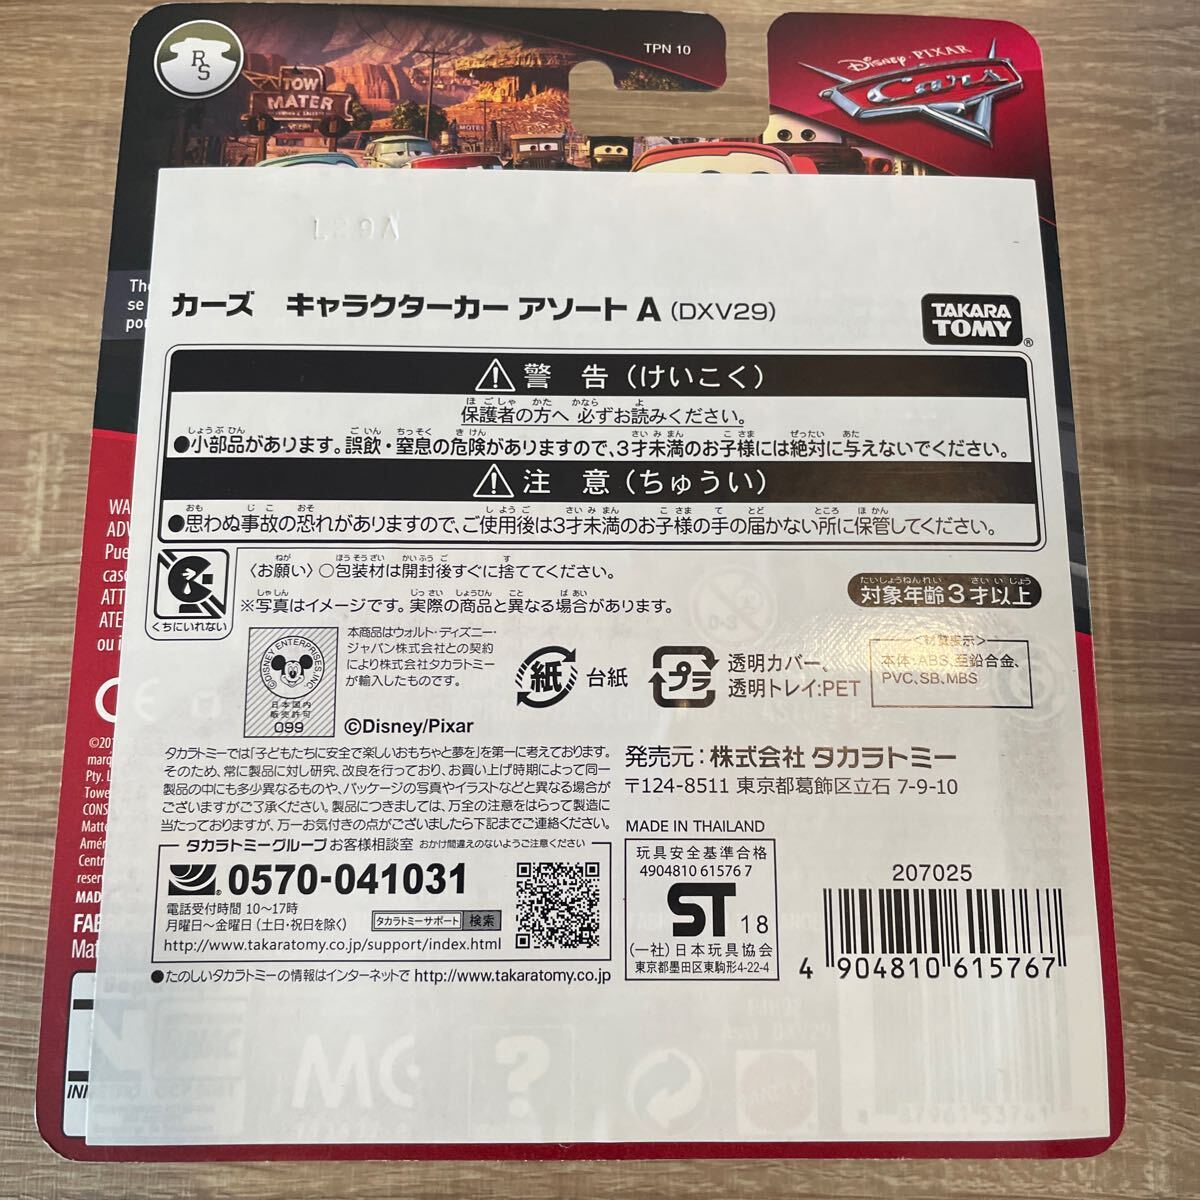 RS
TPN 10
Disney·PIXAR
Cars
TOW
MATER
MOTEL
L29A
カーズ　キャラクターカー アソート A (DXV29)
TAKARA
TOMY
®
警　告（けいこく）
保護者の方へ 必ずお読みください。
●小部品があります。誤飲・窒息の危険がありますので、3才未満のお子様には絶対に与えないでください。
注　意（ちゅうい）
●思わぬ事故の恐れがありますので、ご使用後は3才未満のお子様の手の届かない所に保管してください。
〈お願い〉○包装材は開封後すぐに捨ててください。
※写真はイメージです。実際の商品と異なる場合があります。
くちにいれない
対象年齢3才以上
©DISNEY ENTERPRISES, INC.
日本国内
販売許可
099
本商品はウォルト・ディズニー・
ジャパン株式会社との契約
により株式会社タカラトミー
が輸入したものです。
©Disney/Pixar
紙
台紙
プラ
透明カバー、
透明トレイ:PET
<材質表示>
本体:ABS、亜鉛合金、
PVC、SB、MBS
タカラトミーでは「子どもたちに安全で楽しいおもちゃと夢を」を第一に考えております。
そのため、常に製品に対し研究、改良を行っており、お買い上げ時期によって同一
製品の中にも多少異なるものや、パッケージの写真やイラストなどと異なる場合が
ございますがご了承ください。製品につきましては、万全の注意をはらって製造に
当たっておりますが、万一お気付きの点がございましたら下記までご連絡ください。
発売元：株式会社 タカラトミー
〒124-8511 東京都葛飾区立石 7-9-10
MADE IN THAILAND
タカラトミーグループお客様相談室 おかけ間違えのないようご注意ください
0570-041031
電話受付時間 10〜17時
月曜日〜金曜日（土日・祝日を除く）
タカラトミーサポート 検索
http://www.takaratomy.co.jp/support/index.html
●たのしいタカラトミーの情報はインターネットで http://www.takaratomy.co.jp
玩具安全基準合格
4904810 61576 7
ST 18
(一社)日本玩具協会
東京都墨田区東駒形4-22-4
207025
4 904810 615767